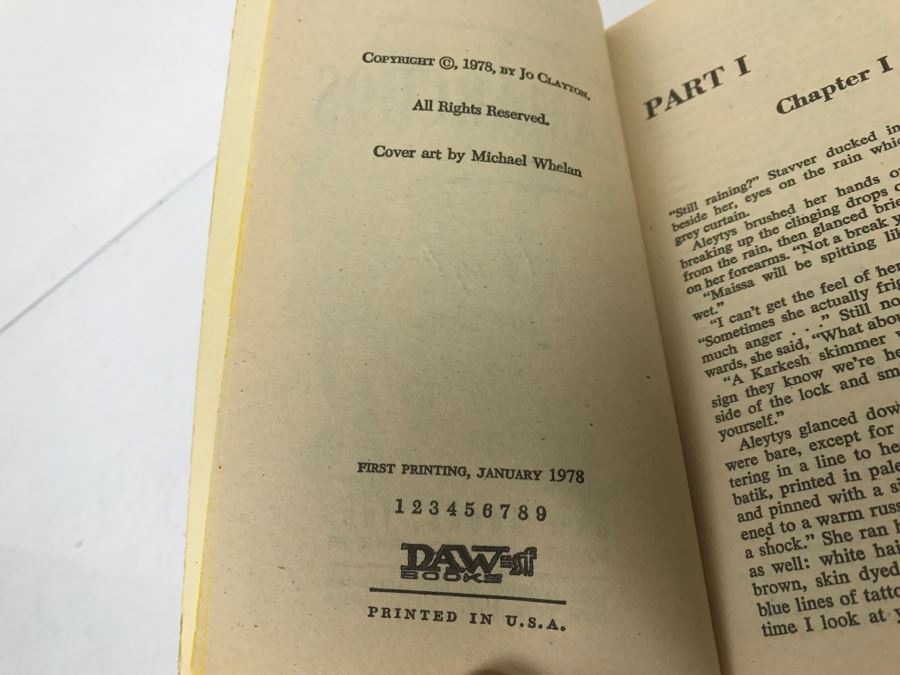 COPYRIGHT ©, 1978, BY JO CLAYTON.
All Rights Reserved.
Cover art by Michael Whelan
FIRST PRINTING, JANUARY 1978
1 2 3 4 5 6 7 8 9
DAW=sf
BOOKS
PRINTED IN U.S.A.
PART I
Chapter I
"Still raining?" Stavver ducked
beside her, eyes on the rain
grey curtain.
Aleytys brushed her hands
breaking up the clinging drops
from the rain, then glanced
on her forearms. "Not a break
"Maissa will be spitting
wet."
"I can't get the feel of her
"Sometimes she actually
much anger . . ." Still
wards, she said, "What
"A Karkesh skimmer
sign they know we're
side of the lock and
yourself."
Aleytys glanced
were bare, except for
tering in a line to
batik, printed in
and pinned with a
ened to a warm
a shock." She ran
as well: white
brown, skin dyed
blue lines of
time I look at